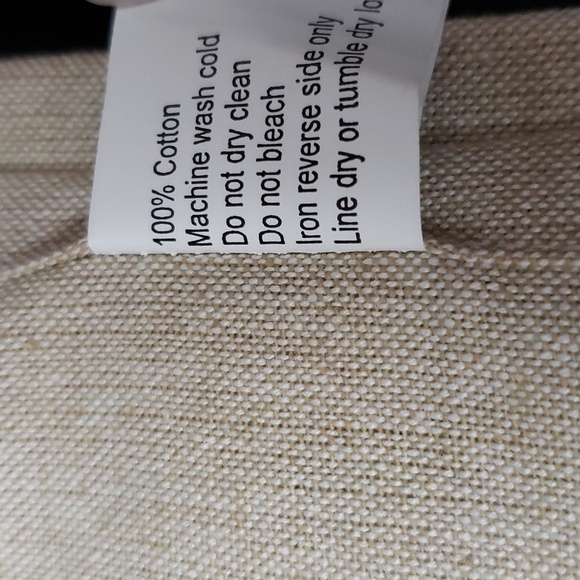 100% Cotton
Machine wash cold
Do not dry clean
Do not bleach
Iron reverse side only
Line dry or tumble dry lo